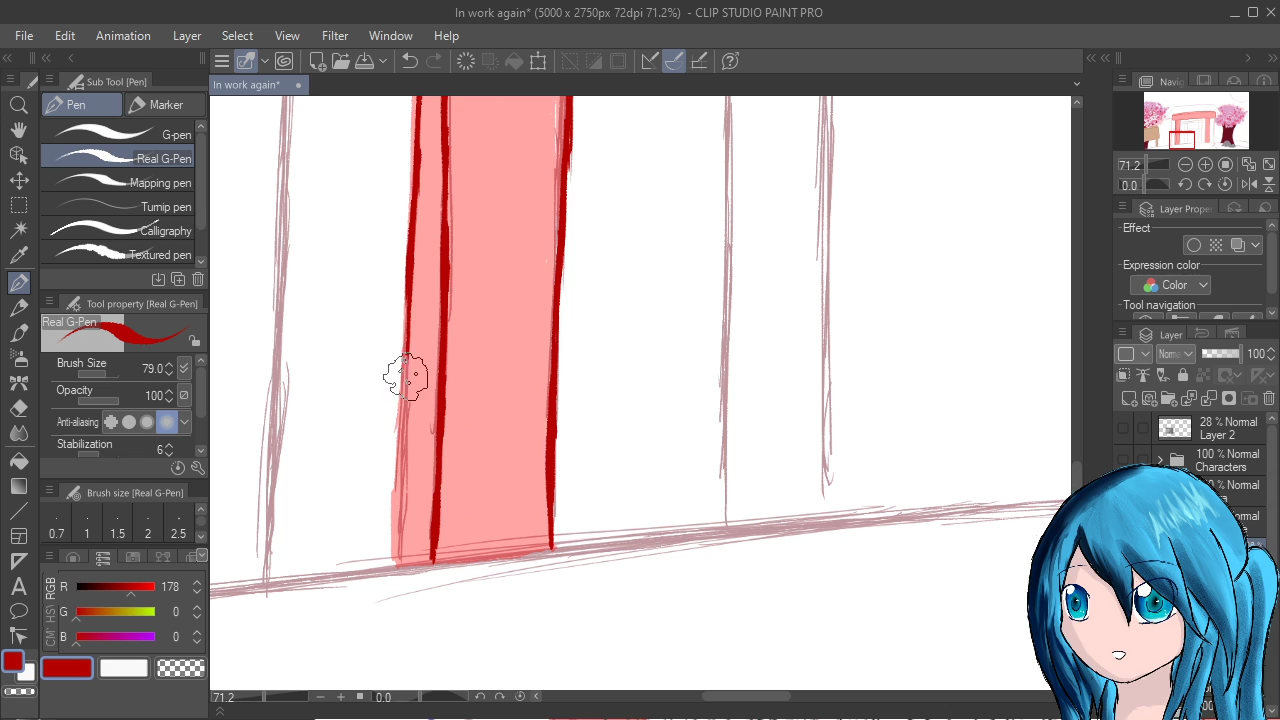 In work again* (5000 x 2750px 72dpi 71.2%) - CLIP STUDIO PAINT PRO
File Edit Animation Layer Select View Filter Window Help
Sub Tool [Pen]
In work again*
Pen Marker
G-pen
Real G-Pen
Mapping pen
Turnip pen
Calligraphy
Textured pen
Tool property [Real G-Pen]
Real G-Pen
Brush Size 79.0
Opacity 100
Anti-aliasing
Stabilization 6
Brush size [Real G-Pen]
0.7 1 1.5 2 2.5
RGB
R 178
G 0
B 0
71.2 0.0
71.2
0.0
Layer Prope
Effect
Expression color
Color
Tool navigation
Layer
100
28 % Normal
Layer 2
100 % Normal
Characters
Normal